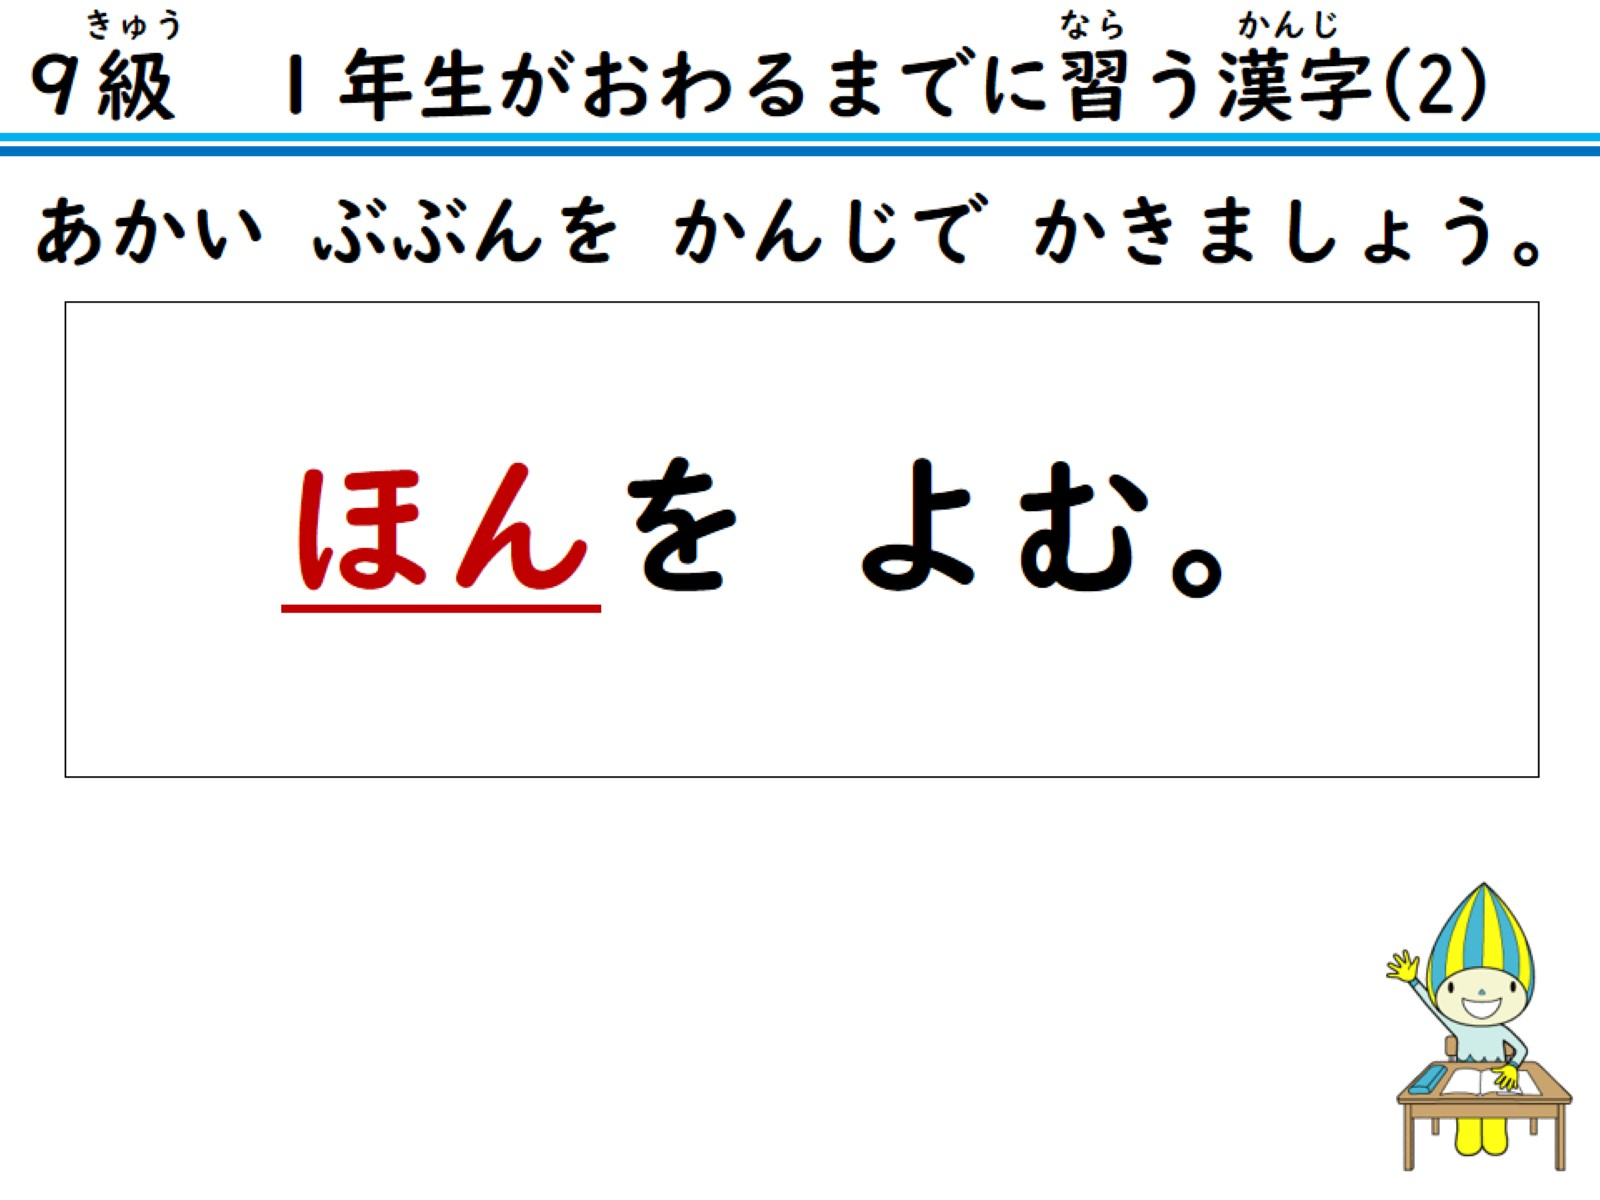 きゅう なら かんじ
9級 1年生がおわるまでに習う漢字(2)
あかい ぶぶんを かんじで かきましょう。
ほんを よむ。